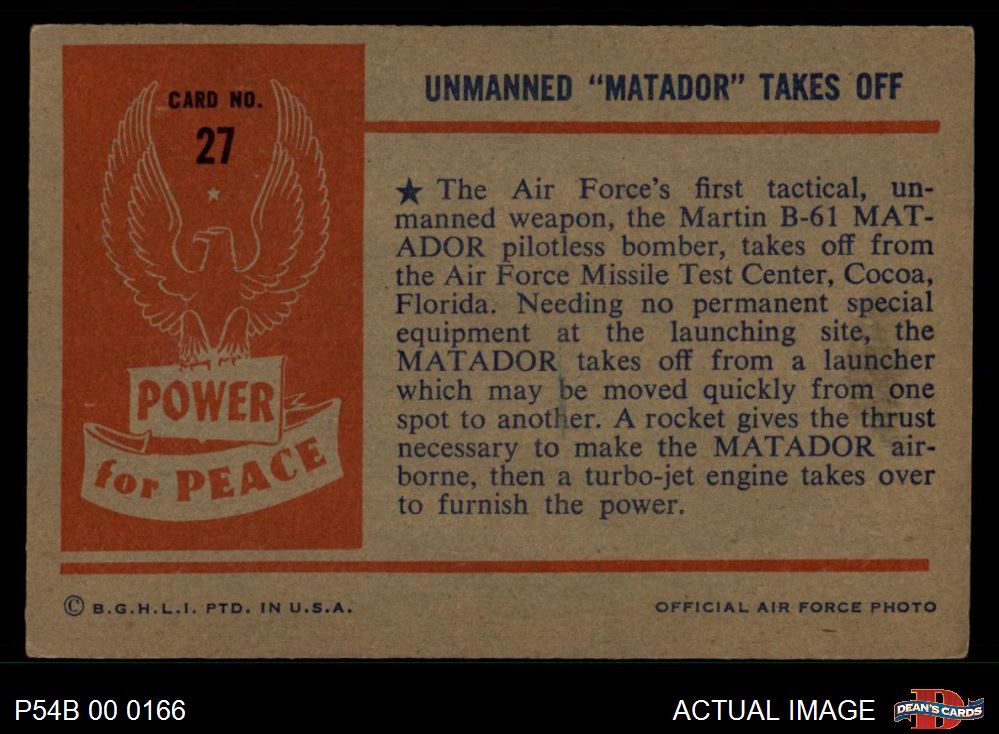 CARD NO.
27
POWER
for PEACE
UNMANNED “MATADOR” TAKES OFF
★ The Air Force’s first tactical, un-
manned weapon, the Martin B-61 MAT-
ADOR pilotless bomber, takes off from
the Air Force Missile Test Center, Cocoa,
Florida. Needing no permanent special
equipment at the launching site, the
MATADOR takes off from a launcher
which may be moved quickly from one
spot to another. A rocket gives the thrust
necessary to make the MATADOR air-
borne, then a turbo-jet engine takes over
to furnish the power.
© B.G.H.L.I. PTD. IN U.S.A.
OFFICIAL AIR FORCE PHOTO
P54B 00 0166
ACTUAL IMAGE
DEAN'S CARDS